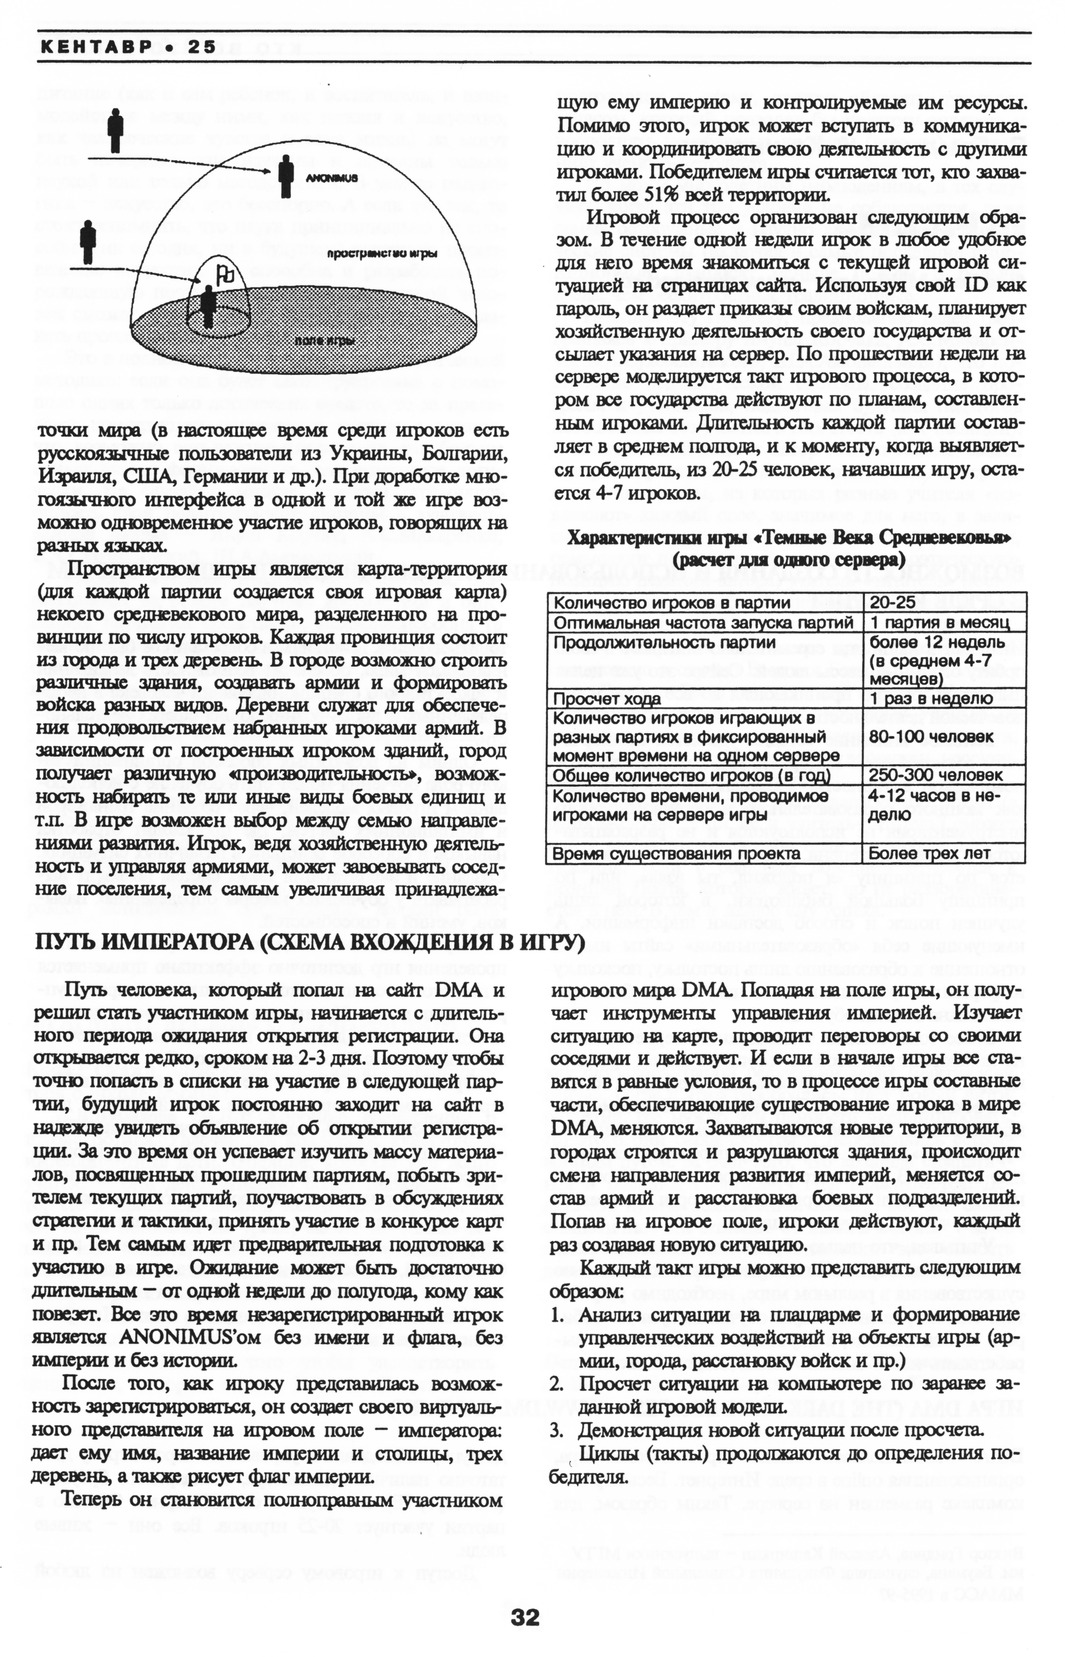 КЕНТАВР • 25
ANONIMUS
пространство игры
поле игры
точки мира (в настоящее время среди игроков есть
русскоязычные пользователи из Украины, Болгарии,
Израиля, США, Германии и др.). При доработке мно-
гоязычного интерфейса в одной и той же игре воз-
можно одновременное участие игроков, говорящих на
разных языках.
Пространством игры является карта-территория
(для каждой партии создается своя игровая карта)
некоего средневекового мира, разделенного на про-
винции по числу игроков. Каждая провинция состоит
из города и трех деревень. В городе возможно строить
различные здания, создавать армии и формировать
войска разных видов. Деревни служат для обеспече-
ния продовольствием набранных игроками армий. В
зависимости от построенных игроком зданий, город
получает различную «производительность», возмож-
ность набирать те или иные виды боевых единиц и
т.п. В игре возможен выбор между семью направле-
ниями развития. Игрок, ведя хозяйственную деятель-
ность и управляя армиями, может завоевывать сосед-
ние поселения, тем самым увеличивая принадлежа-
щую ему империю и контролируемые им ресурсы.
Помимо этого, игрок может вступать в коммуника-
цию и координировать свою деятельность с другими
игроками. Победителем игры считается тот, кто захва-
тил более 51% всей территории.
Игровой процесс организован следующим обра-
зом. В течение одной недели игрок в любое удобное
для него время знакомиться с текущей игровой си-
туацией на страницах сайта. Используя свой ID как
пароль, он раздает приказы своим войскам, планирует
хозяйственную деятельность своего государства и от-
сылает указания на сервер. По прошествии недели на
сервере моделируется такт игрового процесса, в кото-
ром все государства действуют по планам, составлен-
ным игроками. Длительность каждой партии состав-
ляет в среднем полгода, и к моменту, когда выявляет-
ся победитель, из 20-25 человек, начавших игру, оста-
ется 4-7 игроков.
Характеристики игры «Темные Века Средневековья»
(расчет для одного сервера)
Количество игроков в партии 20-25
Оптимальная частота запуска партий 1 партия в месяц
Продолжительность партии более 12 недель
(в среднем 4-7
месяцев)
Просчет хода 1 раз в неделю
Количество игроков играющих в
разных партиях в фиксированный 80-100 человек
момент времени на одном сервере
Общее количество игроков (в год) 250-300 человек
Количество времени, проводимое 4-12 часов в не-
игроками на сервере игры делю
Время существования проекта Более трех лет
ПУТЬ ИМПЕРАТОРА (СХЕМА ВХОЖДЕНИЯ В ИГРУ)
Путь человека, который попал на сайт DMA и
решил стать участником игры, начинается с длитель-
ного периода ожидания открытия регистрации. Она
открывается редко, сроком на 2-3 дня. Поэтому чтобы
точно попасть в списки на участие в следующей пар-
тии, будущий игрок постоянно заходит на сайт в
надежде увидеть объявление об открытии регистра-
ции. За это время он успевает изучить массу материа-
лов, посвященных прошедшим партиям, побыть зри-
телем текущих партий, поучаствовать в обсуждениях
стратегии и тактики, принять участие в конкурсе карт
и пр. Тем самым идет предварительная подготовка к
участию в игре. Ожидание может быть достаточно
длительным – от одной недели до полугода, кому как
повезет. Все это время незарегистрированный игрок
является ANONIMUS'ом без имени и флага, без
империи и без истории.
После того, как игроку представилась возмож-
ность зарегистрироваться, он создает своего виртуаль-
ного представителя на игровом поле – императора:
дает ему имя, название империи и столицы, трех
деревень, а также рисует флаг империи.
Теперь он становится полноправным участником
игрового мира DMA. Попадая на поле игры, он полу-
чает инструменты управления империей. Изучает
ситуацию на карте, проводит переговоры со своими
соседями и действует. И если в начале игры все ста-
вятся в равные условия, то в процессе игры составные
части, обеспечивающие существование игрока в мире
DMA, меняются. Захватываются новые территории, в
городах строятся и разрушаются здания, происходит
смена направления развития империй, меняется со-
став армий и расстановка боевых подразделений.
Попав на игровое поле, игроки действуют, каждый
раз создавая новую ситуацию.
Каждый такт игры можно представить следующим
образом:
1. Анализ ситуации на плацдарме и формирование
управленческих воздействий на объекты игры (ар-
мии, города, расстановку войск и пр.)
2. Просчет ситуации на компьютере по заранее за-
данной игровой модели.
3. Демонстрация новой ситуации после просчета.
Циклы (такты) продолжаются до определения по-
бедителя.
32